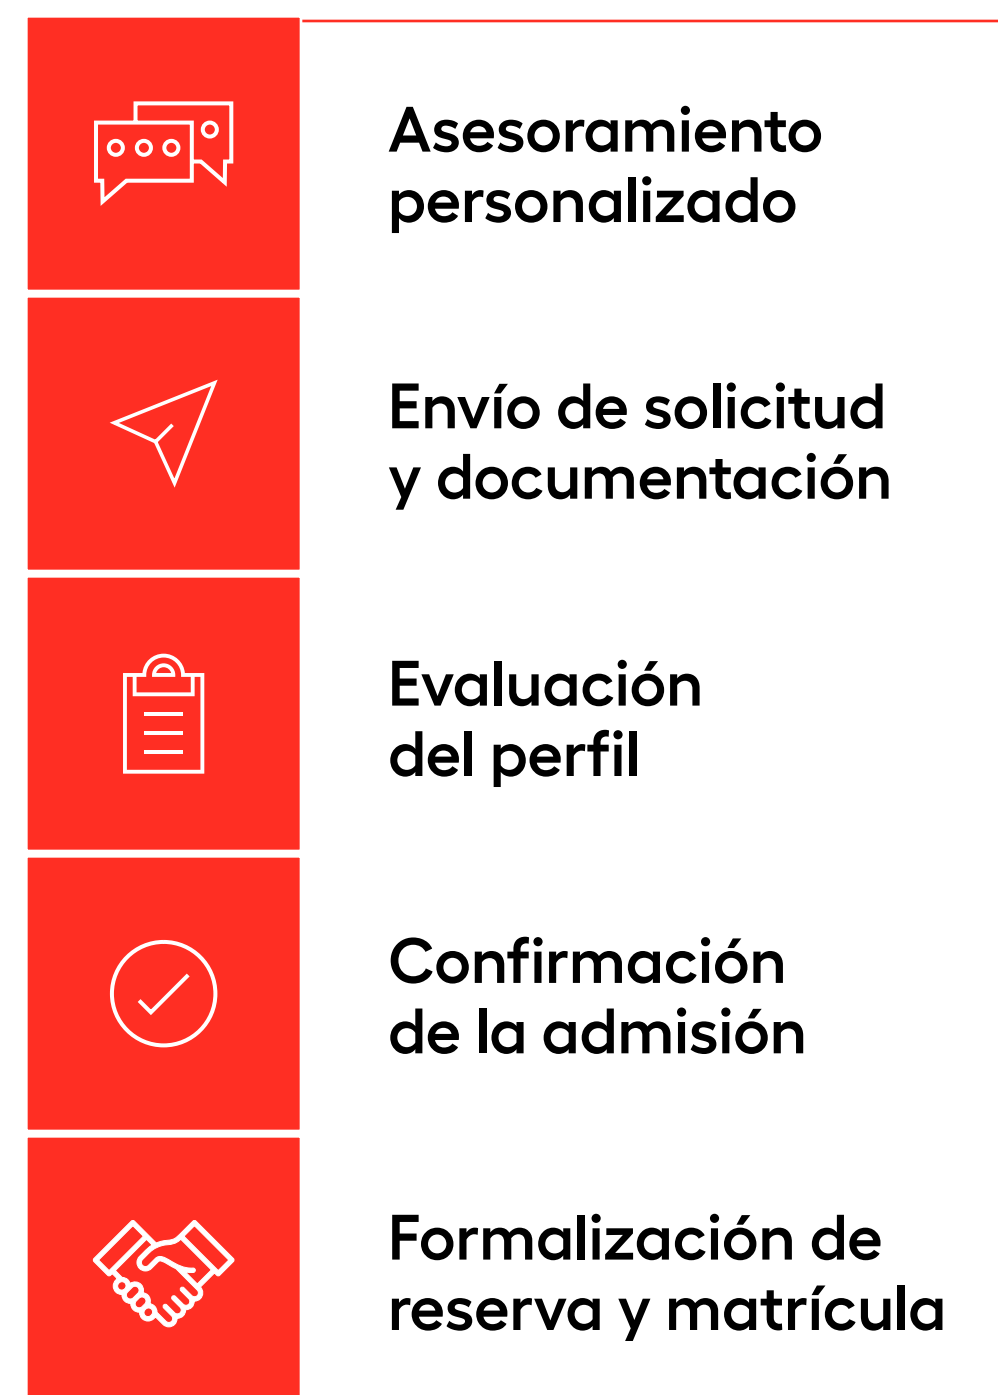 Asesoramiento
personalizado
Envío de solicitud
y documentación
Evaluación
del perfil
Confirmación
de la admisión
Formalización de
reserva y matrícula